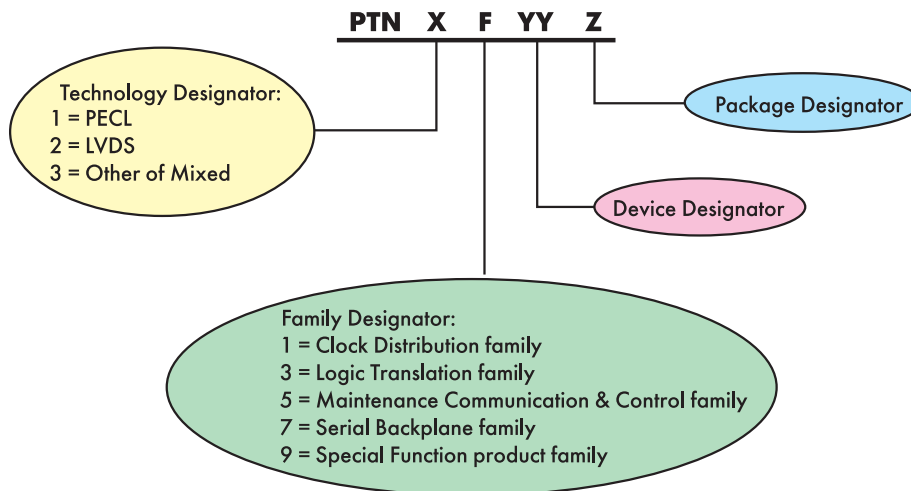 PTN X F YY Z
Technology Designator:
1 = PECL
2 = LVDS
3 = Other of Mixed
Package Designator
Device Designator
Family Designator:
1 = Clock Distribution family
3 = Logic Translation family
5 = Maintenance Communication & Control family
7 = Serial Backplane family
9 = Special Function product family